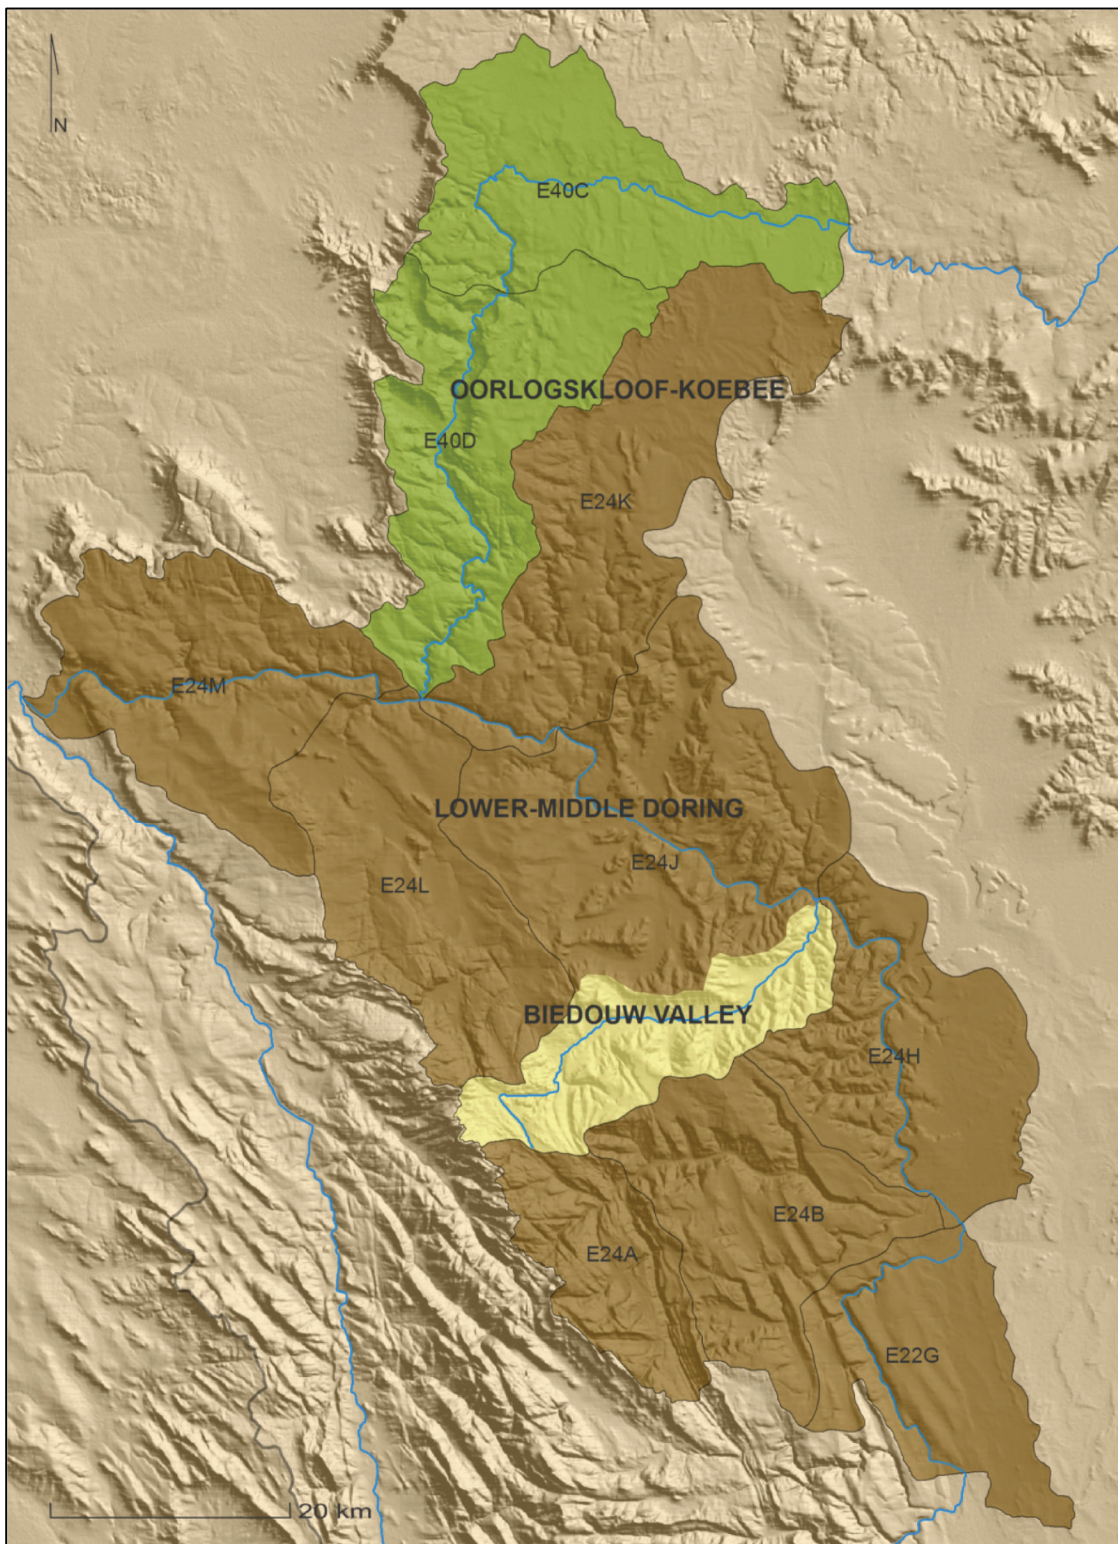 N
E40C
OORLOGSKLOOF-KOEBEE
E40D
E24K
E24M
LOWER-MIDDLE DORING
E24J
E24L
BIEDOUW VALLEY
E24H
E24B
E24A
E22G
20 km